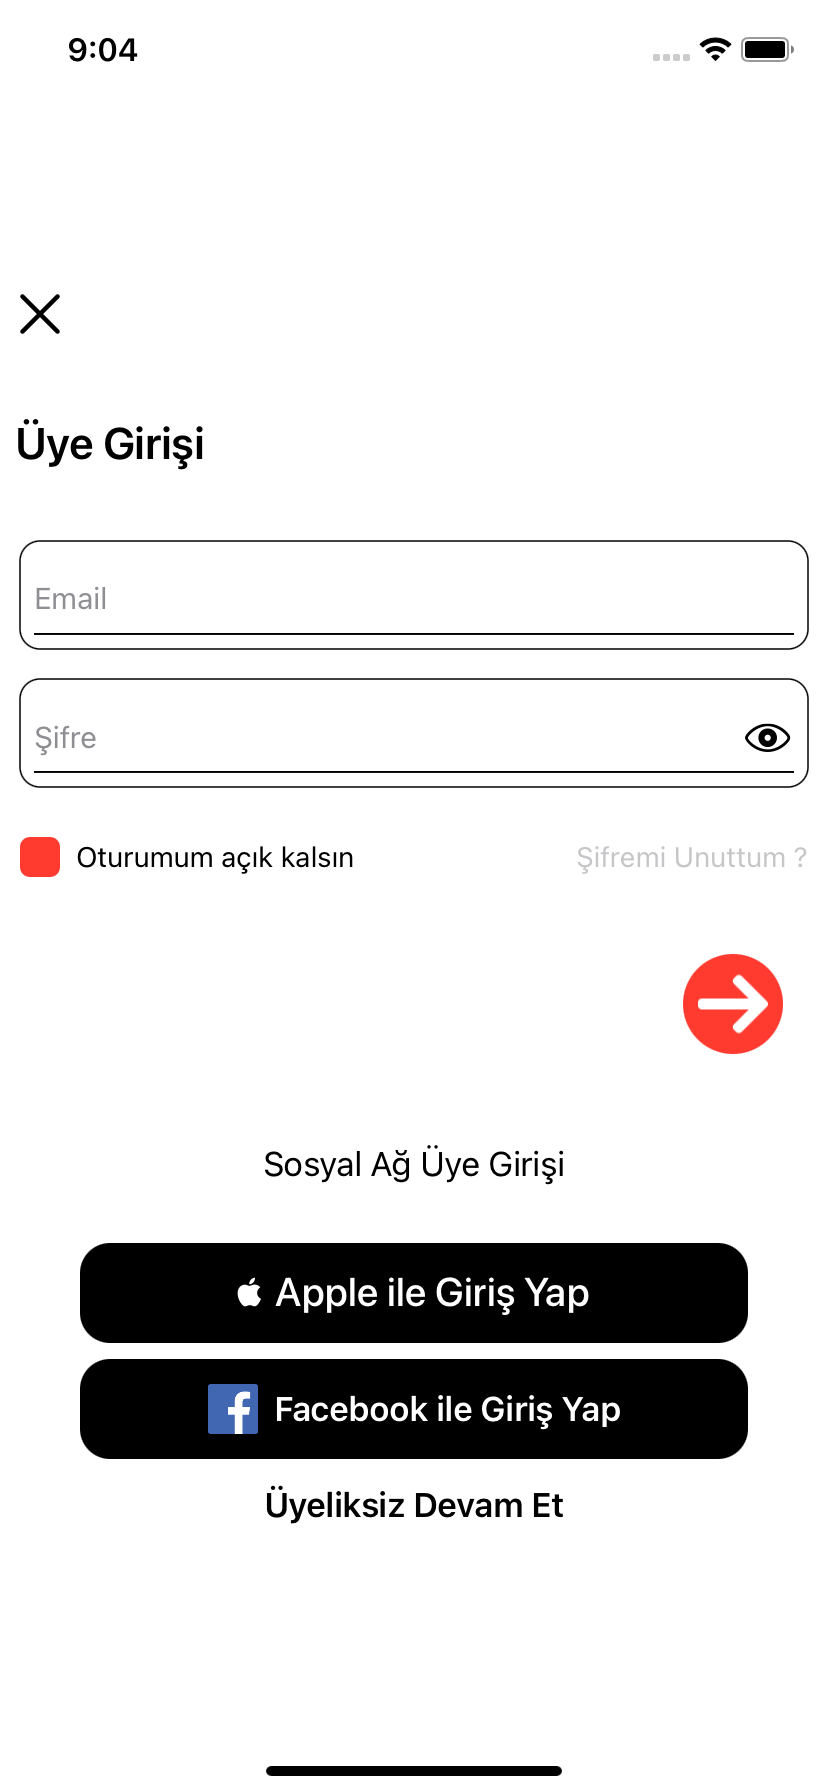 9:04
Üye Girişi
Email
Şifre
Oturumum açık kalsın
Şifremi Unuttum ?
Sosyal Ağ Üye Girişi
Apple ile Giriş Yap
Facebook ile Giriş Yap
Üyeliksiz Devam Et